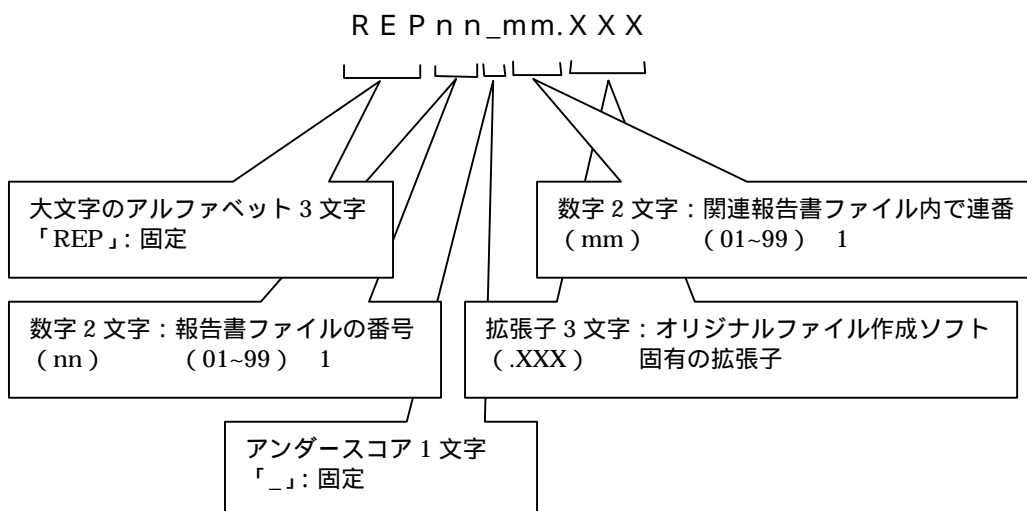 ＲＥＰｎｎ_ｍｍ.ＸＸＸ
大文字のアルファベット 3 文字
「REP」：固定
数字 2 文字：関連報告書ファイル内で連番
（mm）　（01~99）　1
数字 2 文字：報告書ファイルの番号
（nn）　（01~99）　1
拡張子 3 文字：オリジナルファイル作成ソフト
（.XXX）　固有の拡張子
アンダースコア 1 文字
「_」：固定